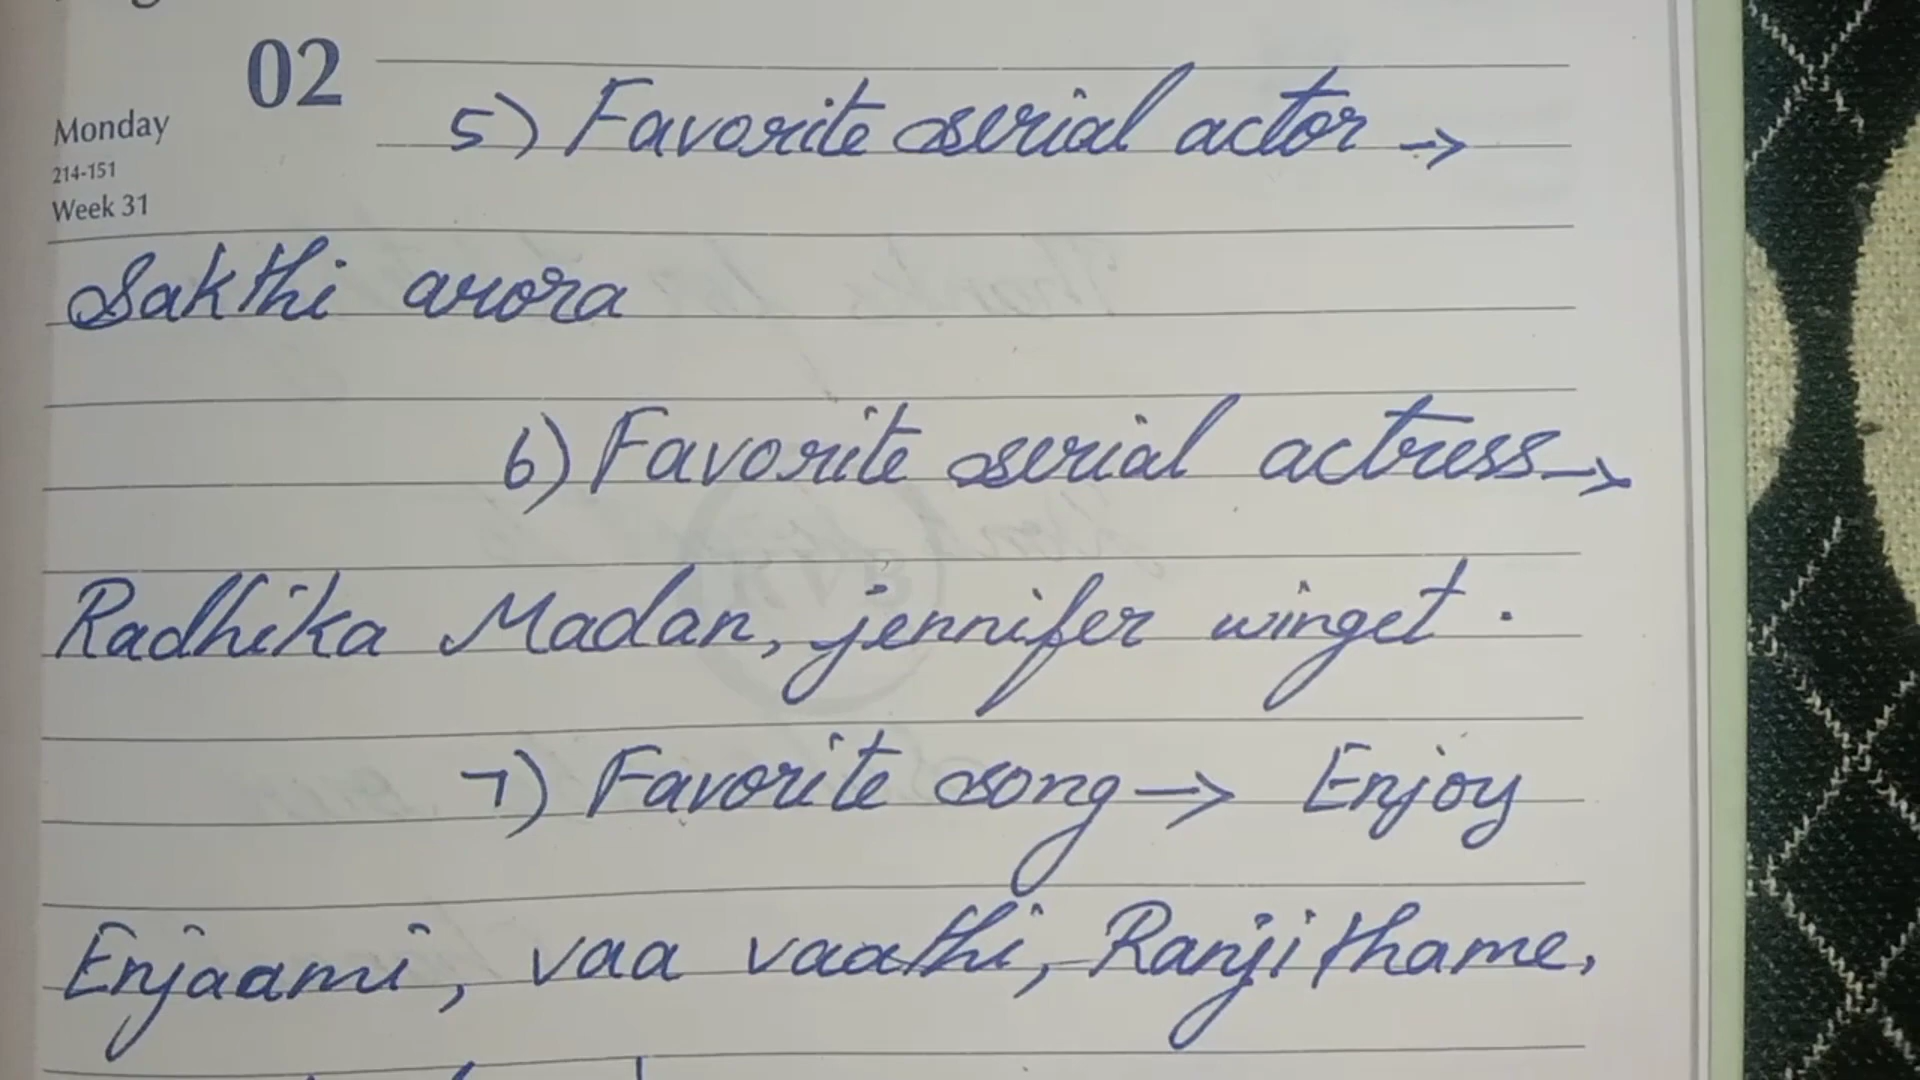 02
Monday
214-151
Week 31
5) Favorite serial actor →
Sakthi arora
6) Favorite serial actress →
Radhika Madan, jennifer winget.
7) Favorite song → Enjoy
Enjaami, vaa vaathi, Ranjithame,